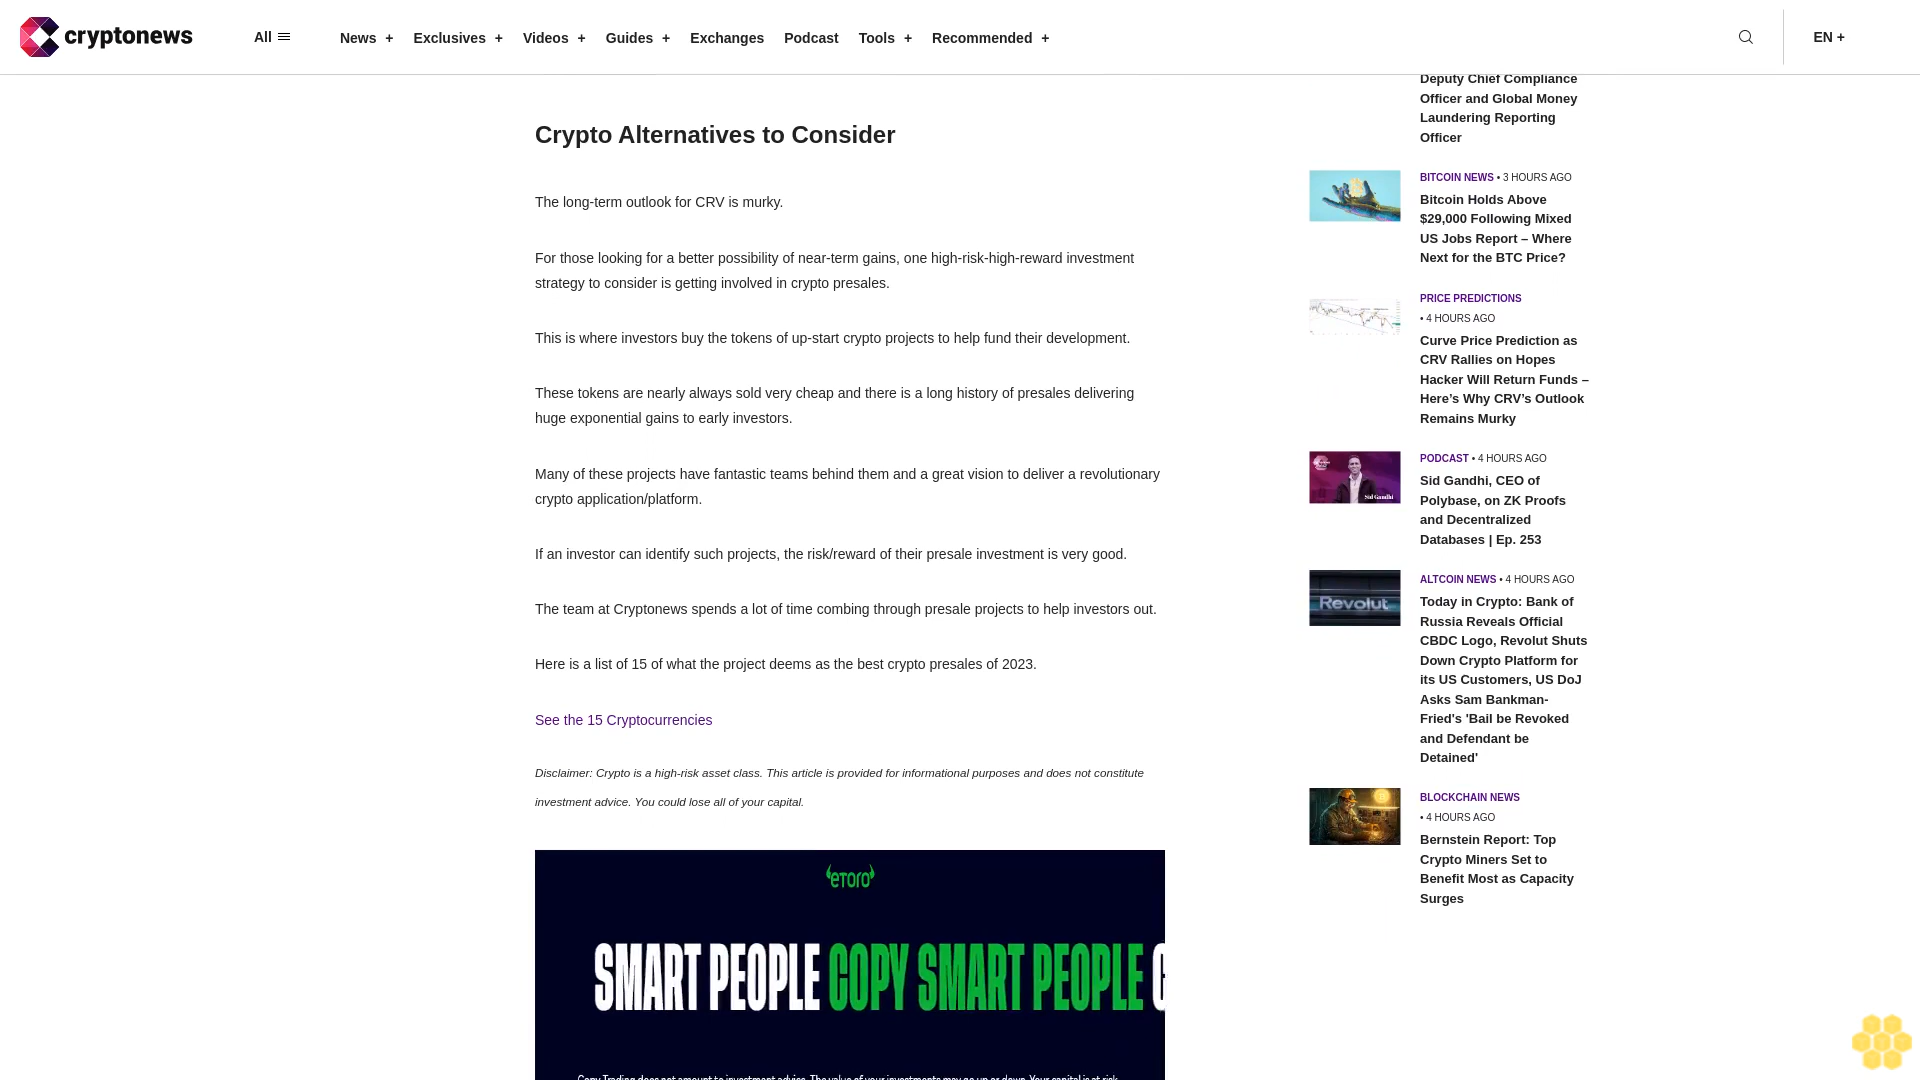 cryptonews
All
News +
Exclusives +
Videos +
Guides +
Exchanges
Podcast
Tools +
Recommended +
EN +
Crypto Alternatives to Consider
The long-term outlook for CRV is murky.
For those looking for a better possibility of near-term gains, one high-risk-high-reward investment
strategy to consider is getting involved in crypto presales.
This is where investors buy the tokens of up-start crypto projects to help fund their development.
These tokens are nearly always sold very cheap and there is a long history of presales delivering
huge exponential gains to early investors.
Many of these projects have fantastic teams behind them and a great vision to deliver a revolutionary
crypto application/platform.
If an investor can identify such projects, the risk/reward of their presale investment is very good.
The team at Cryptonews spends a lot of time combing through presale projects to help investors out.
Here is a list of 15 of what the project deems as the best crypto presales of 2023.
See the 15 Cryptocurrencies
Disclaimer: Crypto is a high-risk asset class. This article is provided for informational purposes and does not constitute
investment advice. You could lose all of your capital.
eToro
SMART PEOPLE COPY SMART PEOPLE
Copy Trading does not amount to investment advice. The value of your investments may go up or down. Your capital is at risk.
Deputy Chief Compliance
Officer and Global Money
Laundering Reporting
Officer
BITCOIN NEWS • 3 HOURS AGO
Bitcoin Holds Above
$29,000 Following Mixed
US Jobs Report – Where
Next for the BTC Price?
PRICE PREDICTIONS
• 4 HOURS AGO
Curve Price Prediction as
CRV Rallies on Hopes
Hacker Will Return Funds –
Here’s Why CRV’s Outlook
Remains Murky
Sid Gandhi
PODCAST • 4 HOURS AGO
Sid Gandhi, CEO of
Polybase, on ZK Proofs
and Decentralized
Databases | Ep. 253
Revolut
ALTCOIN NEWS • 4 HOURS AGO
Today in Crypto: Bank of
Russia Reveals Official
CBDC Logo, Revolut Shuts
Down Crypto Platform for
its US Customers, US DoJ
Asks Sam Bankman-
Fried's 'Bail be Revoked
and Defendant be
Detained'
BLOCKCHAIN NEWS
• 4 HOURS AGO
Bernstein Report: Top
Crypto Miners Set to
Benefit Most as Capacity
Surges